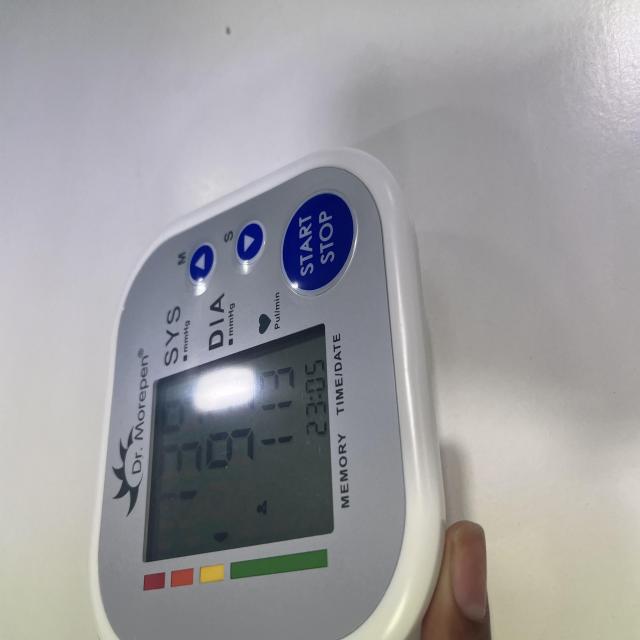 Dr. Morepen®
SYS
mmHg
DIA
mmHg
Pul/min
M
S
START
STOP
23:05
MEMORY TIME/DATE